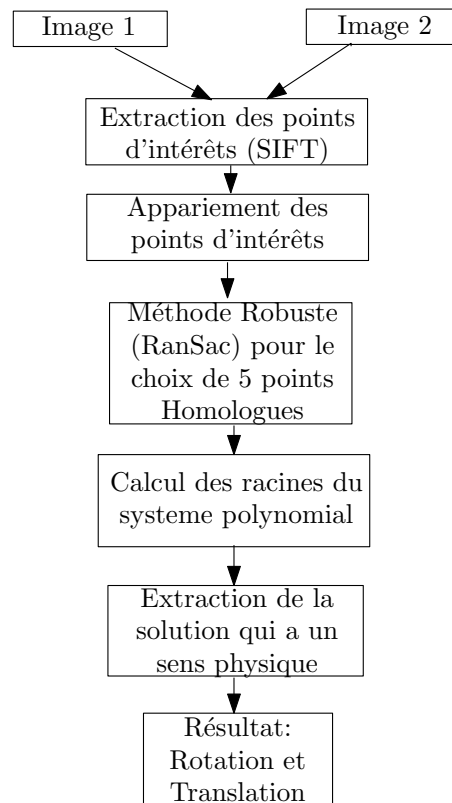 Image 1
Image 2
Extraction des points
d'intérêts (SIFT)
Appariement des
points d'intérêts
Méthode Robuste
(RanSac) pour le
choix de 5 points
Homologues
Calcul des racines du
systeme polynomial
Extraction de la
solution qui a un
sens physique
Résultat:
Rotation et
Translation